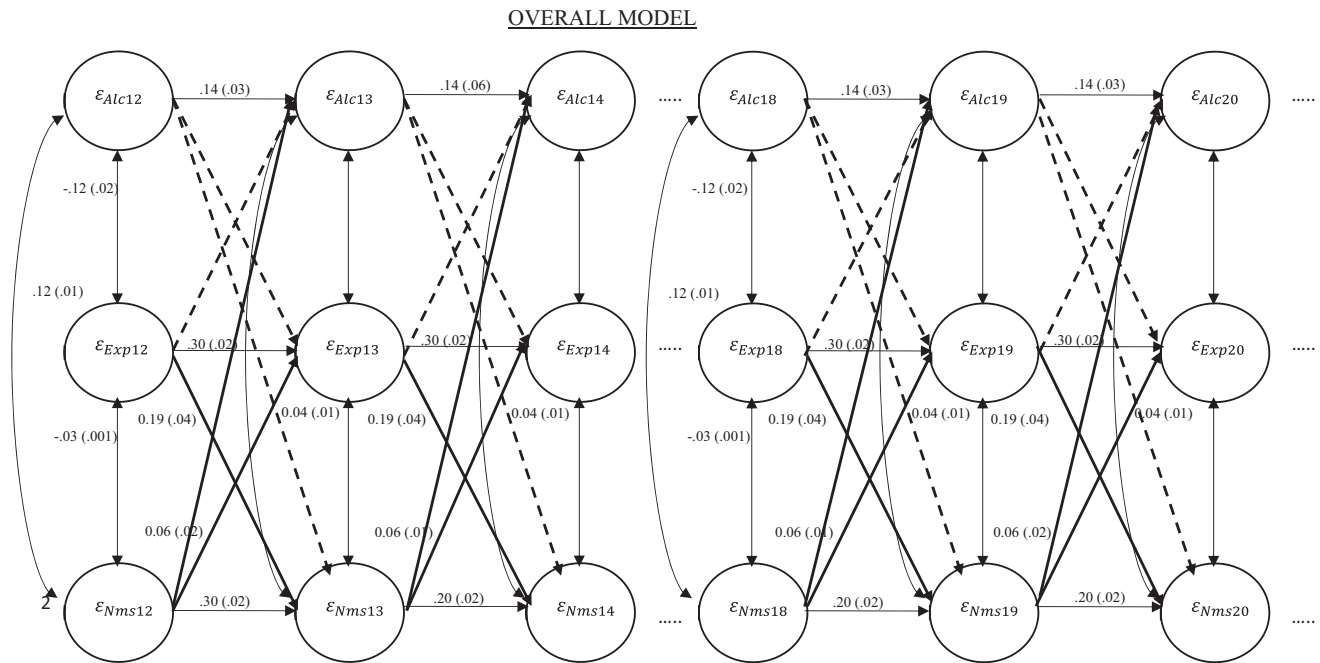 OVERALL MODEL
.14 (.03) .14 (.06) .14 (.03) .14 (.03)
εAlc12 εAlc13 εAlc14 ..... εAlc18 εAlc19 εAlc20 .....
-.12 (.02) -.12 (.02)
.12 (.01) .12 (.01)
.30 (.02) .30 (.02) .30 (.02) .30 (.02)
εExp12 εExp13 εExp14 ..... εExp18 εExp19 εExp20 .....
0.19 (.04) 0.04 (.01) 0.19 (.04) 0.04 (.01) 0.19 (.04) 0.04 (.01) 0.19 (.04) 0.04 (.01)
-.03 (.001) -.03 (.001)
0.06 (.02) 0.06 (.01) 0.06 (.01) 0.06 (.02)
.30 (.02) .20 (.02) .20 (.02) .20 (.02)
2 εNms12 εNms13 εNms14 ..... εNms18 εNms19 εNms20 .....